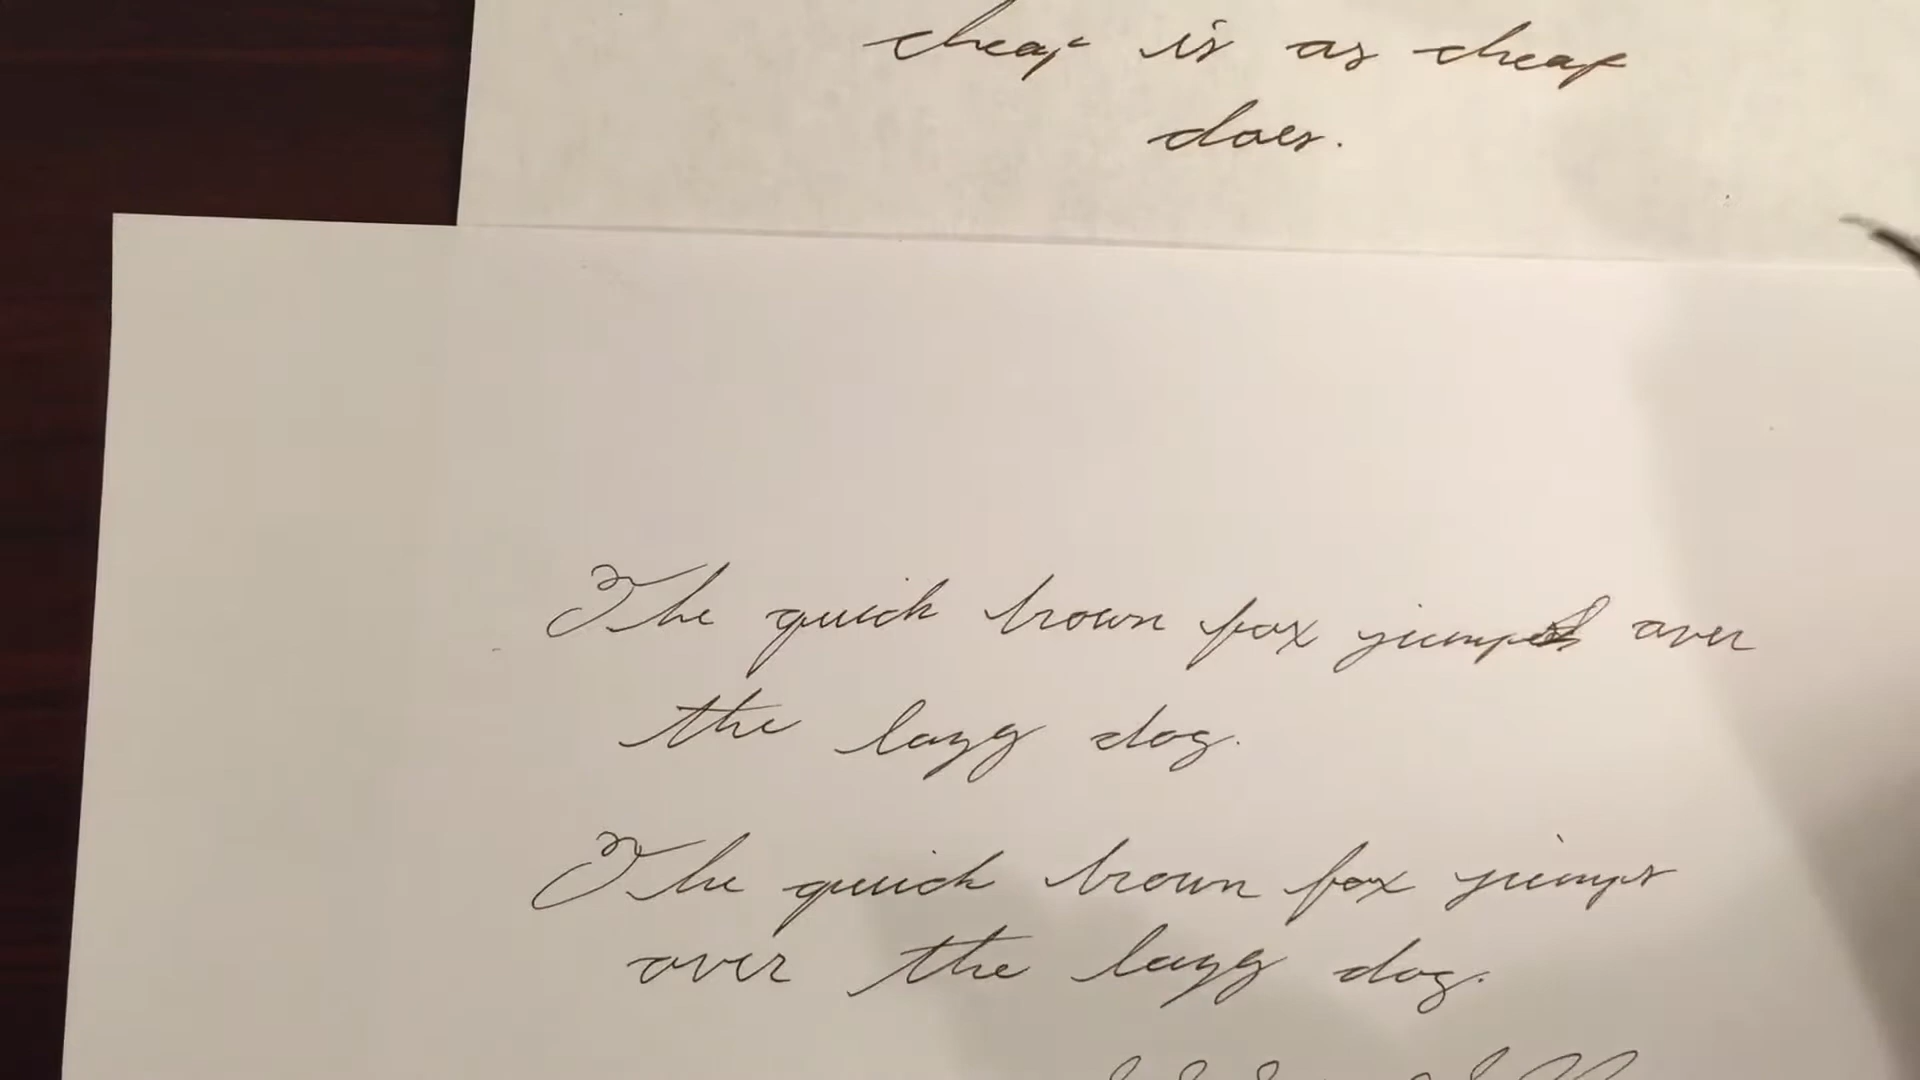 cheap is as cheap
does.
The quick brown fox jumps over
the lazy dog.
The quick brown fox jumps
over the lazy dog.